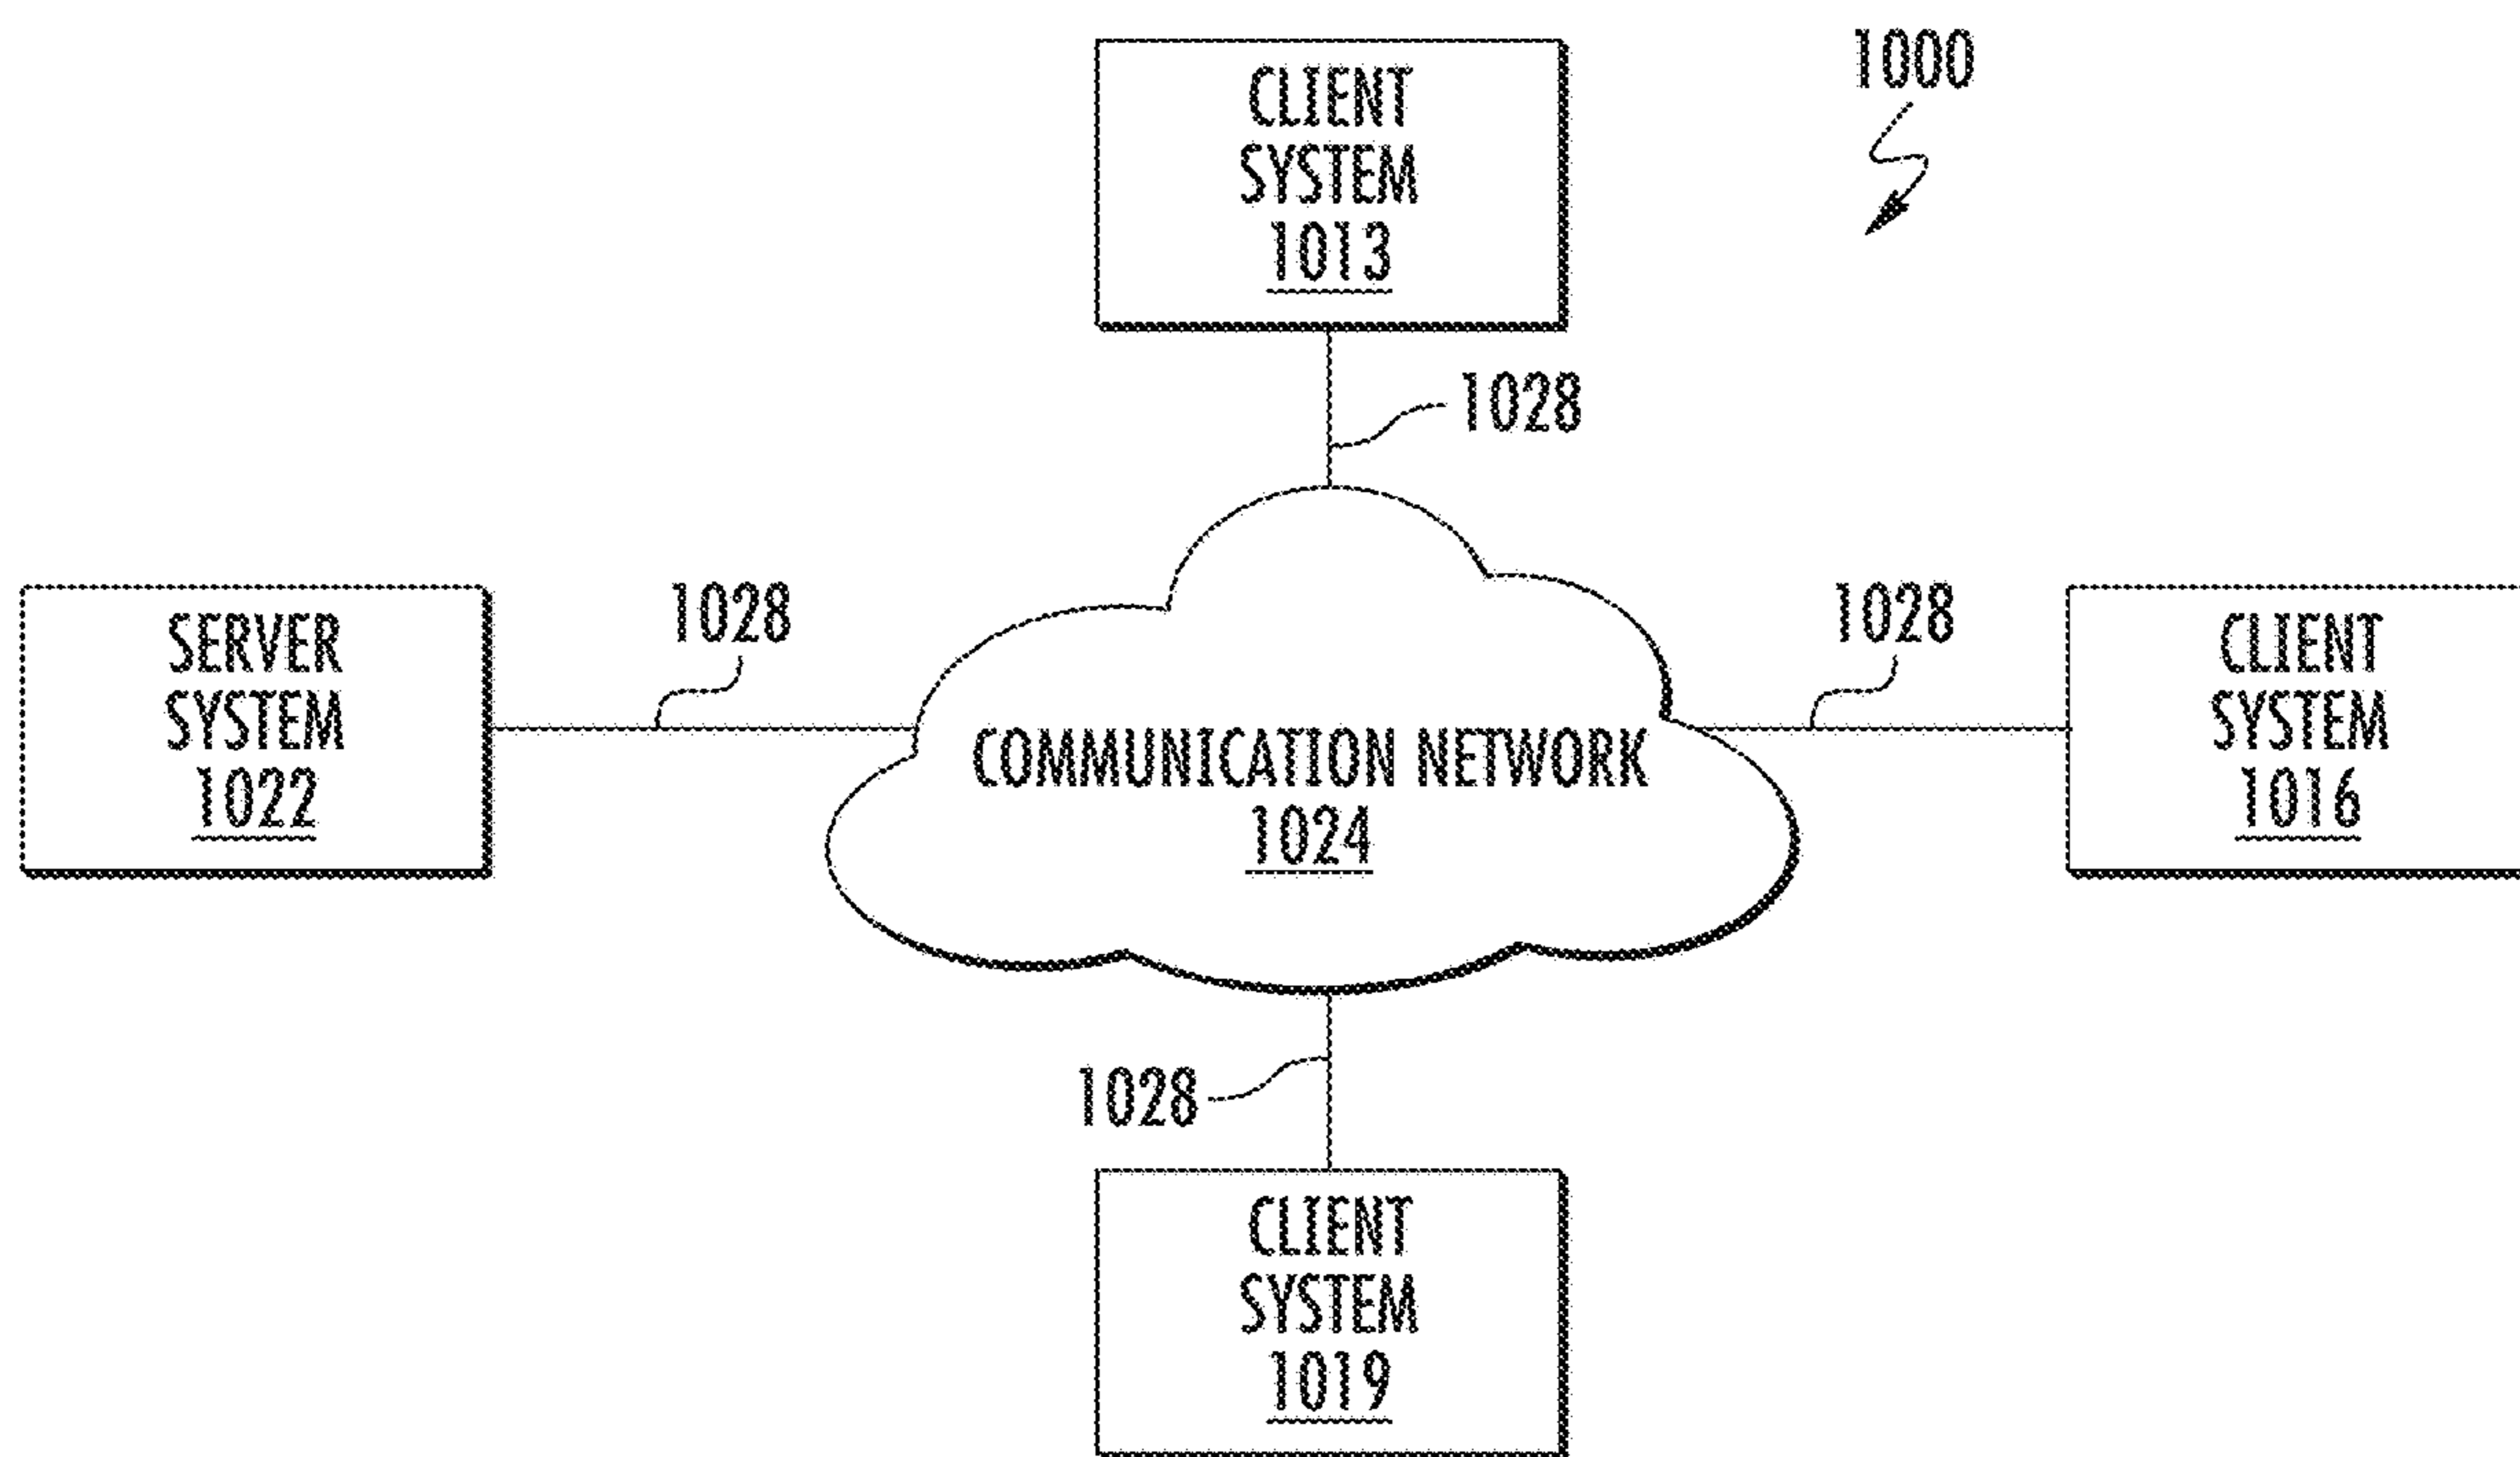 1000
CLIENT
SYSTEM
1013
1028
SERVER
SYSTEM
1022
1028
COMMUNICATION NETWORK
1024
1028
CLIENT
SYSTEM
1016
1028
CLIENT
SYSTEM
1019